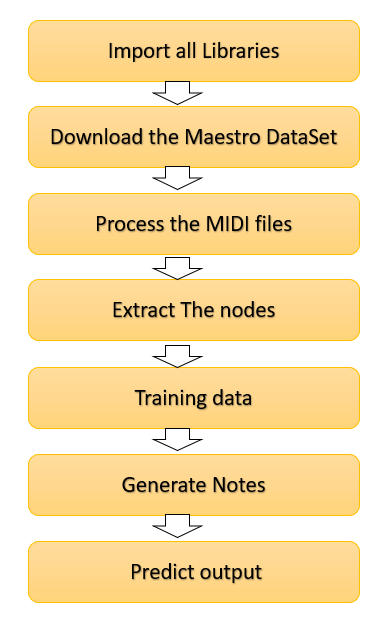 Import all Libraries
Download the Maestro DataSet
Process the MIDI files
Extract The nodes
Training data
Generate Notes
Predict output